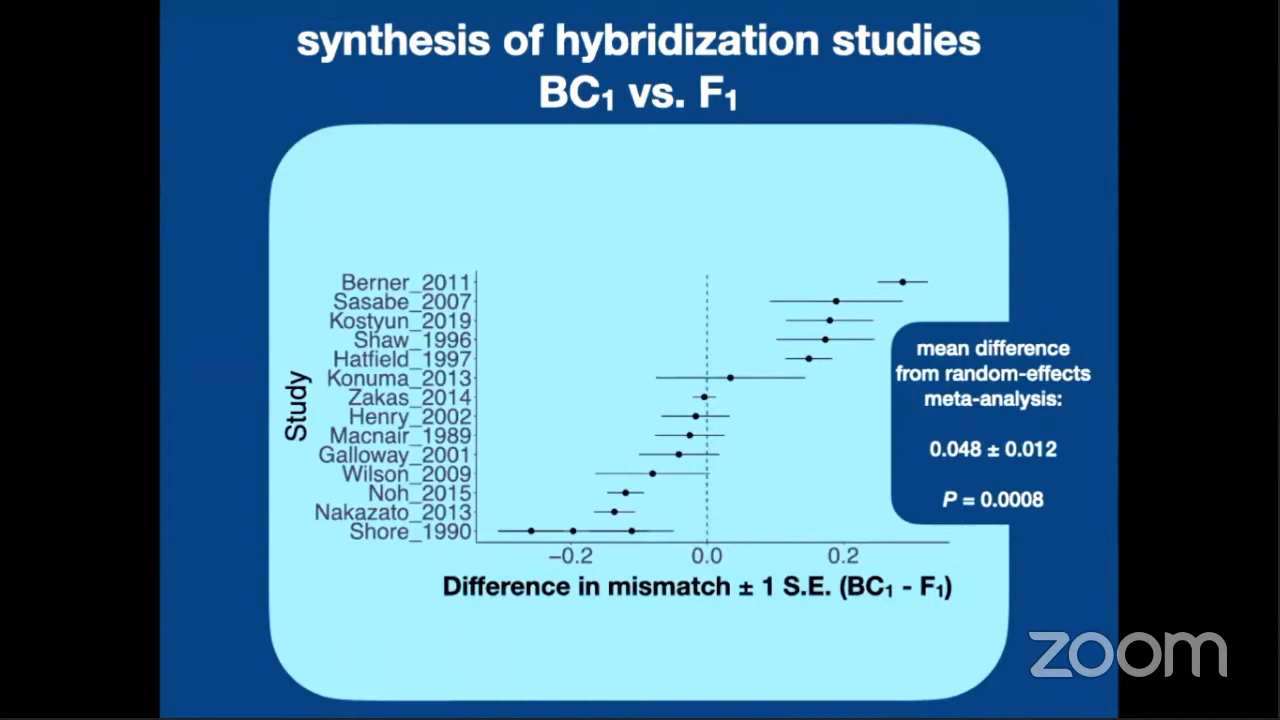 synthesis of hybridization studies
BC₁ vs. F₁
Study
Berner_2011
Sasabe_2007
Kostyun_2019
Shaw_1996
Hatfield_1997
Konuma_2013
Zakas_2014
Henry_2002
Macnair_1989
Galloway_2001
Wilson_2009
Noh_2015
Nakazato_2013
Shore_1990
−0.2 0.0 0.2
Difference in mismatch ± 1 S.E. (BC₁ - F₁)
mean difference
from random-effects
meta-analysis:
0.048 ± 0.012
P = 0.0008
zoom